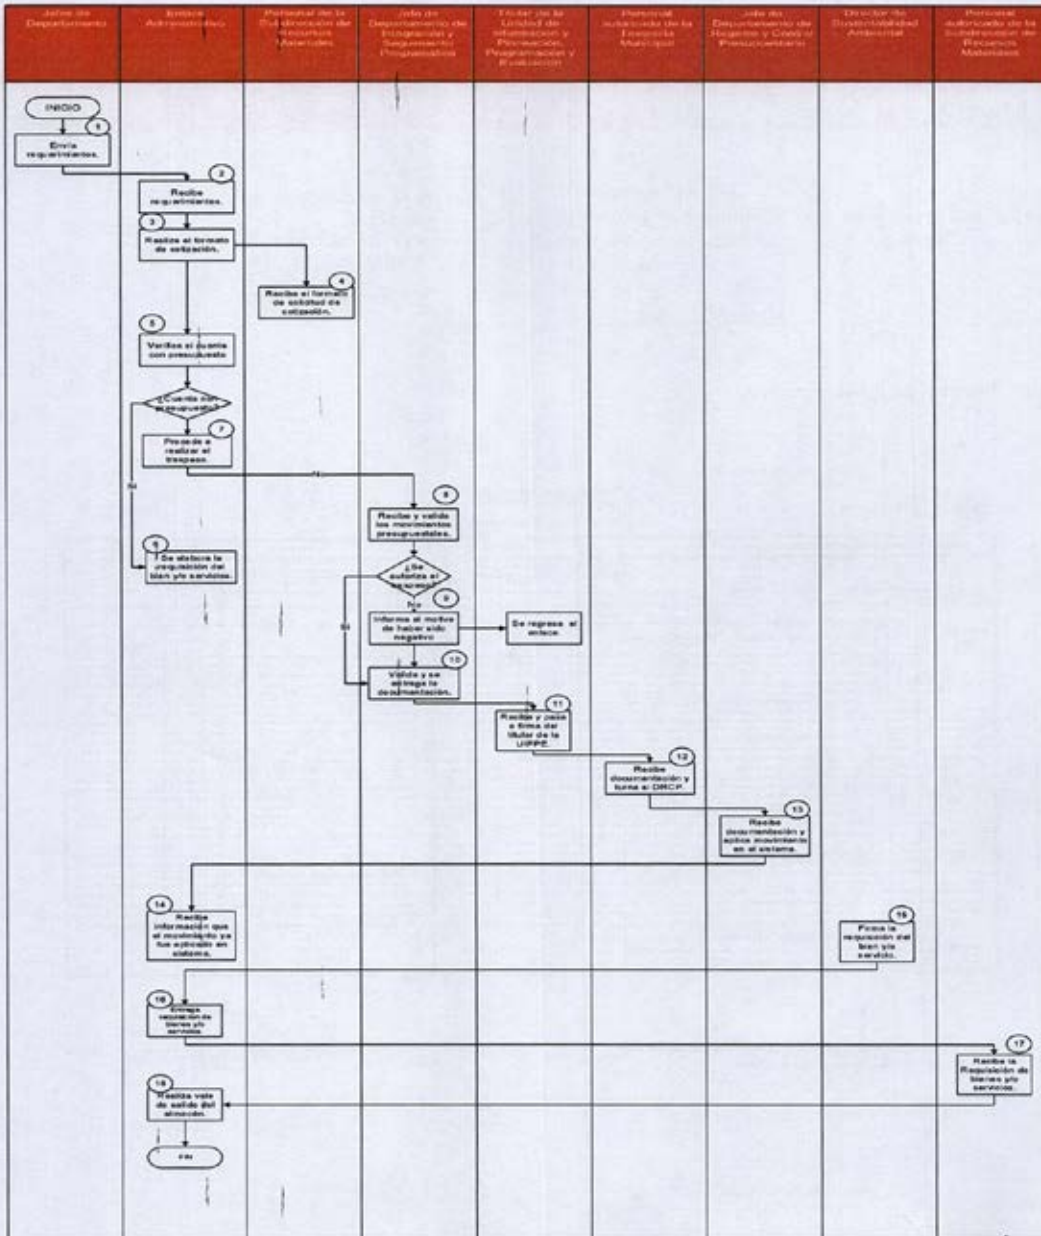 Jefes de
Departamento
Enlace
Administrativo
Personal de la
Subdirección de
Recursos
Materiales
Jefe de
Departamento de
Integración y
Seguimiento
Programático
Titular de la
Unidad de
Información y
Planeación,
Programación y
Evaluación
Personal
autorizado de la
Tesorería
Municipal
Jefe de
Departamento de
Registro y Control
Presupuestario
Director de
Sustentabilidad
Ambiental
Personal
autorizado de la
Subdirección de
Recursos
Materiales
INICIO
1
Envía
requerimientos.
2
Recibe
requerimientos.
3
Realiza el formato
de cotización.
4
Recibe el formato
de solicitud de
cotización.
5
Verifica si cuenta
con presupuesto
¿Cuenta con
presupuesto?
7
Procede a
realizar el
traspaso.
No
Si
8
Recibe y valida
los movimientos
presupuestales.
6
Se elabora la
requisición del
bien y/o servicios.
¿Se
autoriza el
traspaso?
No
Si
9
Informa el motivo
de haber sido
negativo
Se regresa al
enlace.
10
Valida y se
entrega la
documentación.
11
Recibe y pasa
a firma del
titular de la
UIPPE.
12
Recibe
documentación y
turna al DRCP.
13
Recibe
documentación y
aplica movimiento
en el sistema.
14
Recibe
información que
el movimiento ya
fue aplicado en
sistema.
15
Firma la
requisición del
bien y/o
servicio.
16
Entrega
requisición de
bienes y/o
servicios.
17
Recibe la
Requisición de
bienes y/o
servicios.
18
Realiza vale
de salida del
almacén.
FIN